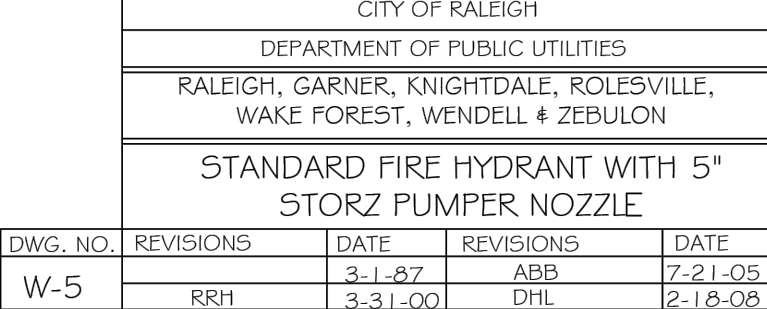 CITY OF RALEIGH
DEPARTMENT OF PUBLIC UTILITIES
RALEIGH, GARNER, KNIGHTDALE, ROLESVILLE,
WAKE FOREST, WENDELL & ZEBULON
STANDARD FIRE HYDRANT WITH 5"
STORZ PUMPER NOZZLE
DWG. NO. REVISIONS DATE REVISIONS DATE
W-5
3-1-87 ABB 7-21-05
RRH 3-31-00 DHL 2-18-08